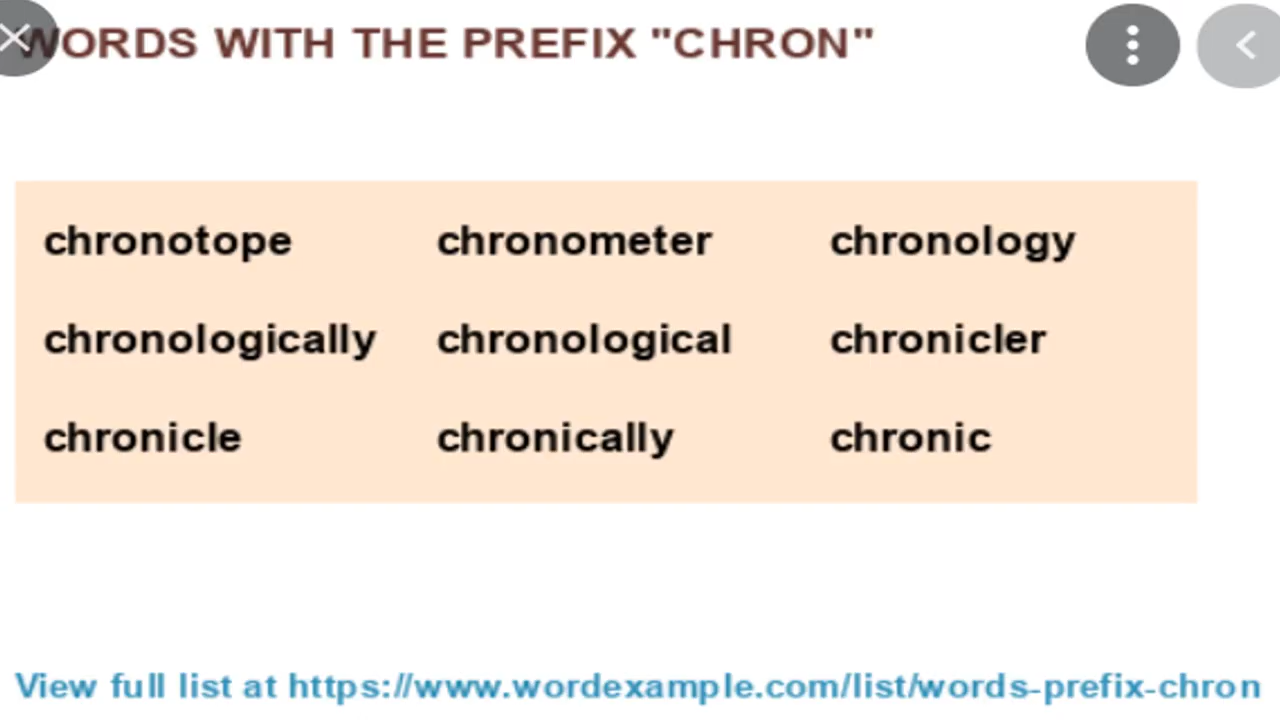 WORDS WITH THE PREFIX "CHRON"
chronotope chronometer chronology
chronologically chronological chronicler
chronicle chronically chronic
View full list at https://www.wordexample.com/list/words-prefix-chron